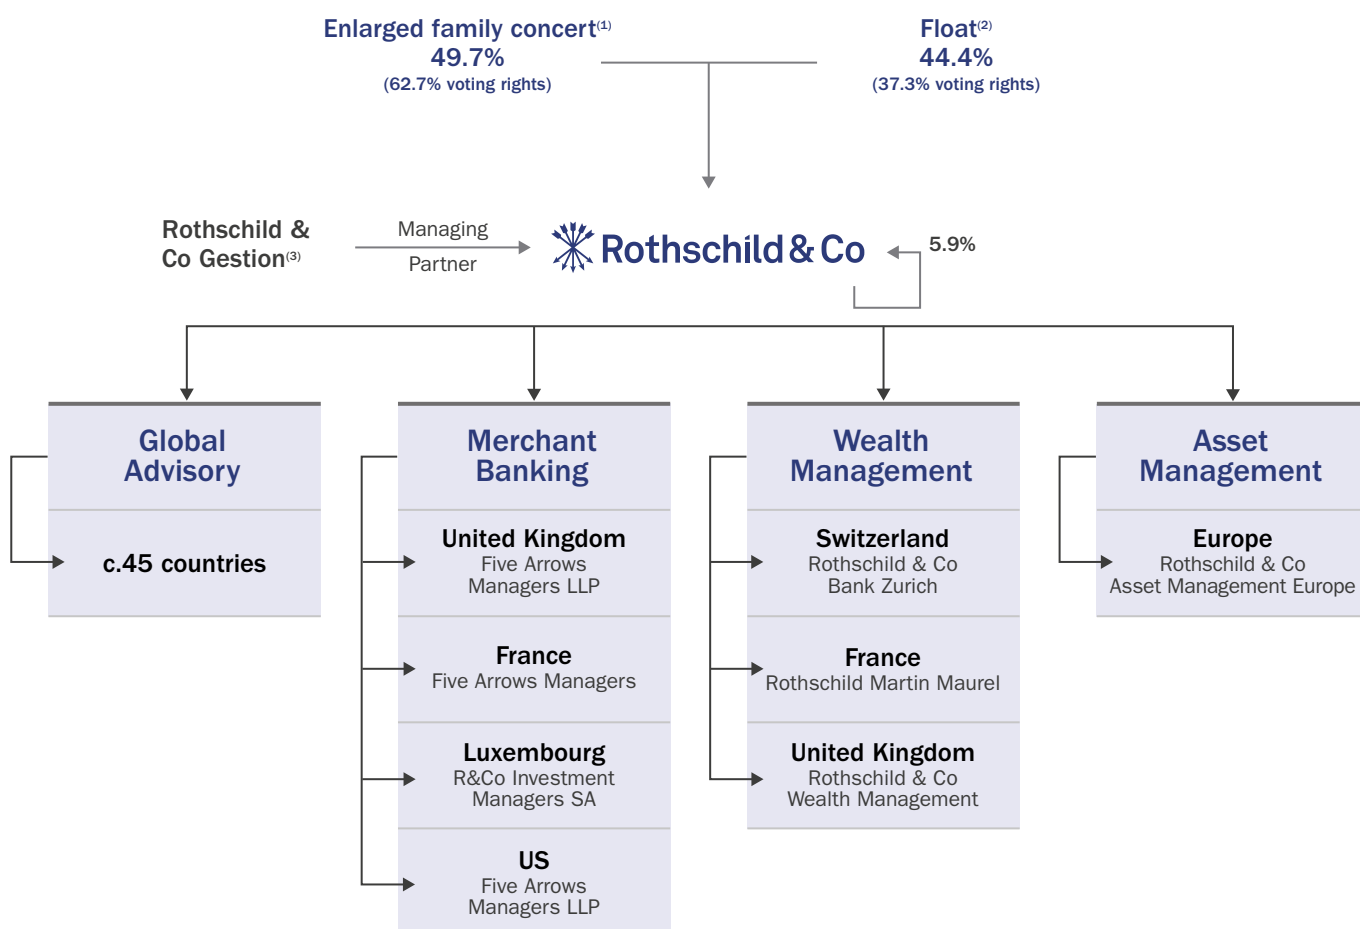 Enlarged family concert(1)
49.7%
(62.7% voting rights)
Float(2)
44.4%
(37.3% voting rights)
Rothschild &
Co Gestion(3)
Managing
Partner
Rothschild & Co
5.9%
Global
Advisory
c.45 countries
Merchant
Banking
United Kingdom
Five Arrows
Managers LLP
France
Five Arrows Managers
Luxembourg
R&Co Investment
Managers SA
US
Five Arrows
Managers LLP
Wealth
Management
Switzerland
Rothschild & Co
Bank Zurich
France
Rothschild Martin Maurel
United Kingdom
Rothschild & Co
Wealth Management
Asset
Management
Europe
Rothschild & Co
Asset Management Europe